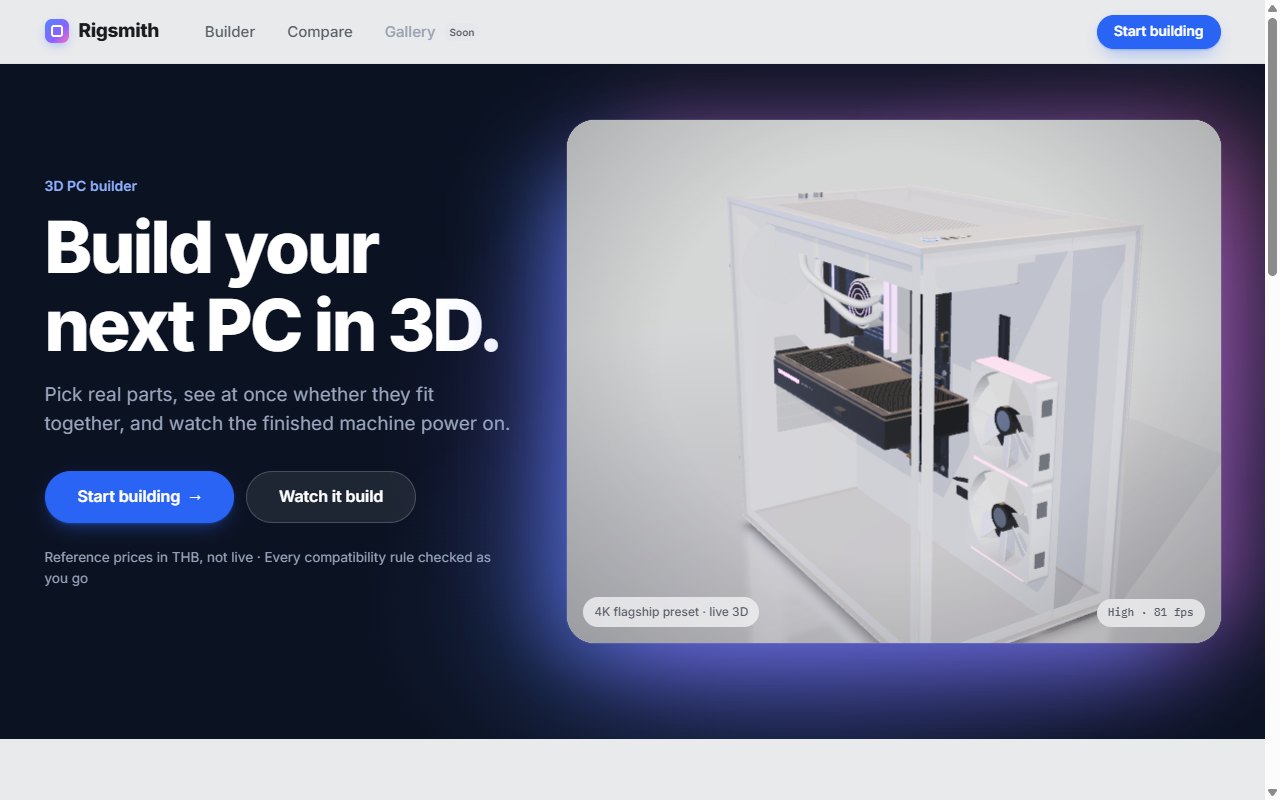 Rigsmith
Builder
Compare
Gallery
Soon
Start building
3D PC builder
Build your
next PC in 3D.
Pick real parts, see at once whether they fit
together, and watch the finished machine power on.
Start building →
Watch it build
Reference prices in THB, not live · Every compatibility rule checked as
you go
4K flagship preset · live 3D
High · 81 fps